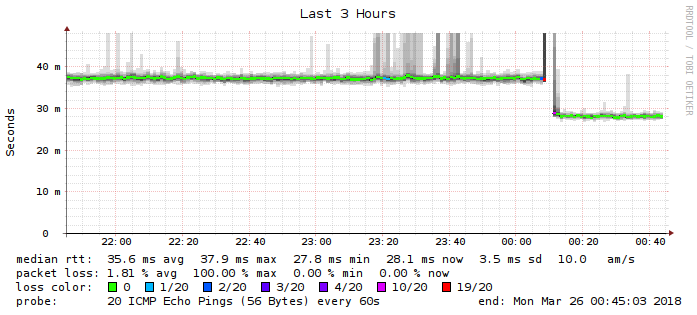 Last 3 Hours
RRDTOOL / TOBI OETIKER
Seconds
40 m
30 m
20 m
10 m
0
22:00 22:20 22:40 23:00 23:20 23:40 00:00 00:20 00:40
median rtt: 35.6 ms avg 37.9 ms max 27.8 ms min 28.1 ms now 3.5 ms sd 10.0 am/s
packet loss: 1.81 % avg 100.00 % max 0.00 % min 0.00 % now
loss color: 0 1/20 2/20 3/20 4/20 10/20 19/20
probe: 20 ICMP Echo Pings (56 Bytes) every 60s end: Mon Mar 26 00:45:03 2018